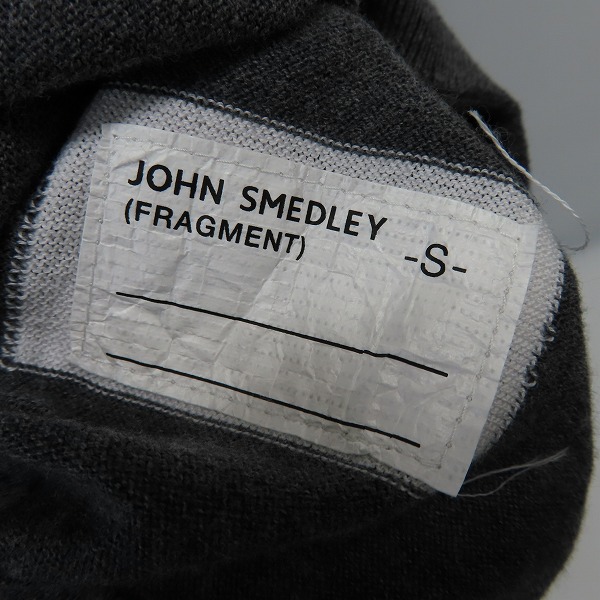 JOHN SMEDLEY
(FRAGMENT)
-S-